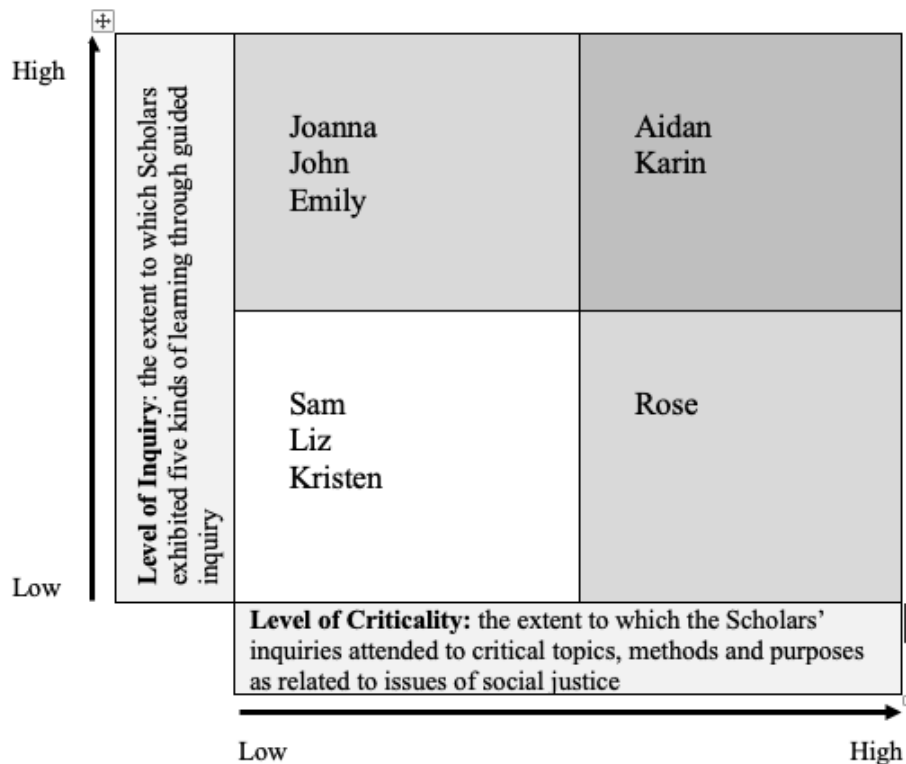 High
Level of Inquiry: the extent to which Scholars
exhibited five kinds of learning through guided
inquiry
Joanna
John
Emily
Aidan
Karin
Sam
Liz
Kristen
Rose
Low
Level of Criticality: the extent to which the Scholars’
inquiries attended to critical topics, methods and purposes
as related to issues of social justice
Low
High